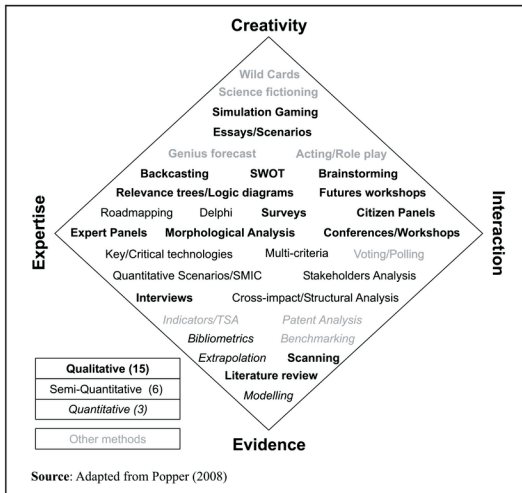 Creativity
Wild Cards
Science fictioning
Simulation Gaming
Essays/Scenarios
Genius forecast Acting/Role play
Backcasting SWOT Brainstorming
Relevance trees/Logic diagrams Futures workshops
Roadmapping Delphi Surveys Citizen Panels
Expert Panels Morphological Analysis Conferences/Workshops
Key/Critical technologies Multi-criteria Voting/Polling
Quantitative Scenarios/SMIC Stakeholders Analysis
Interviews Cross-impact/Structural Analysis
Indicators/TSA Patent Analysis
Bibliometrics Benchmarking
Extrapolation Scanning
Literature review
Modelling
Expertise
Interaction
Evidence
Qualitative (15)
Semi-Quantitative (6)
Quantitative (3)
Other methods
Source: Adapted from Popper (2008)